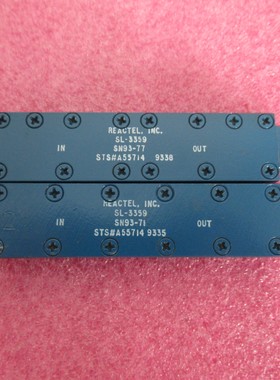 REACTEL, INC.
SL-3359
IN OUT
SN93-77
STS#A55714 9338
REACTEL, INC.
SL-3359
IN OUT
SN93-71
STS#A55714 9335